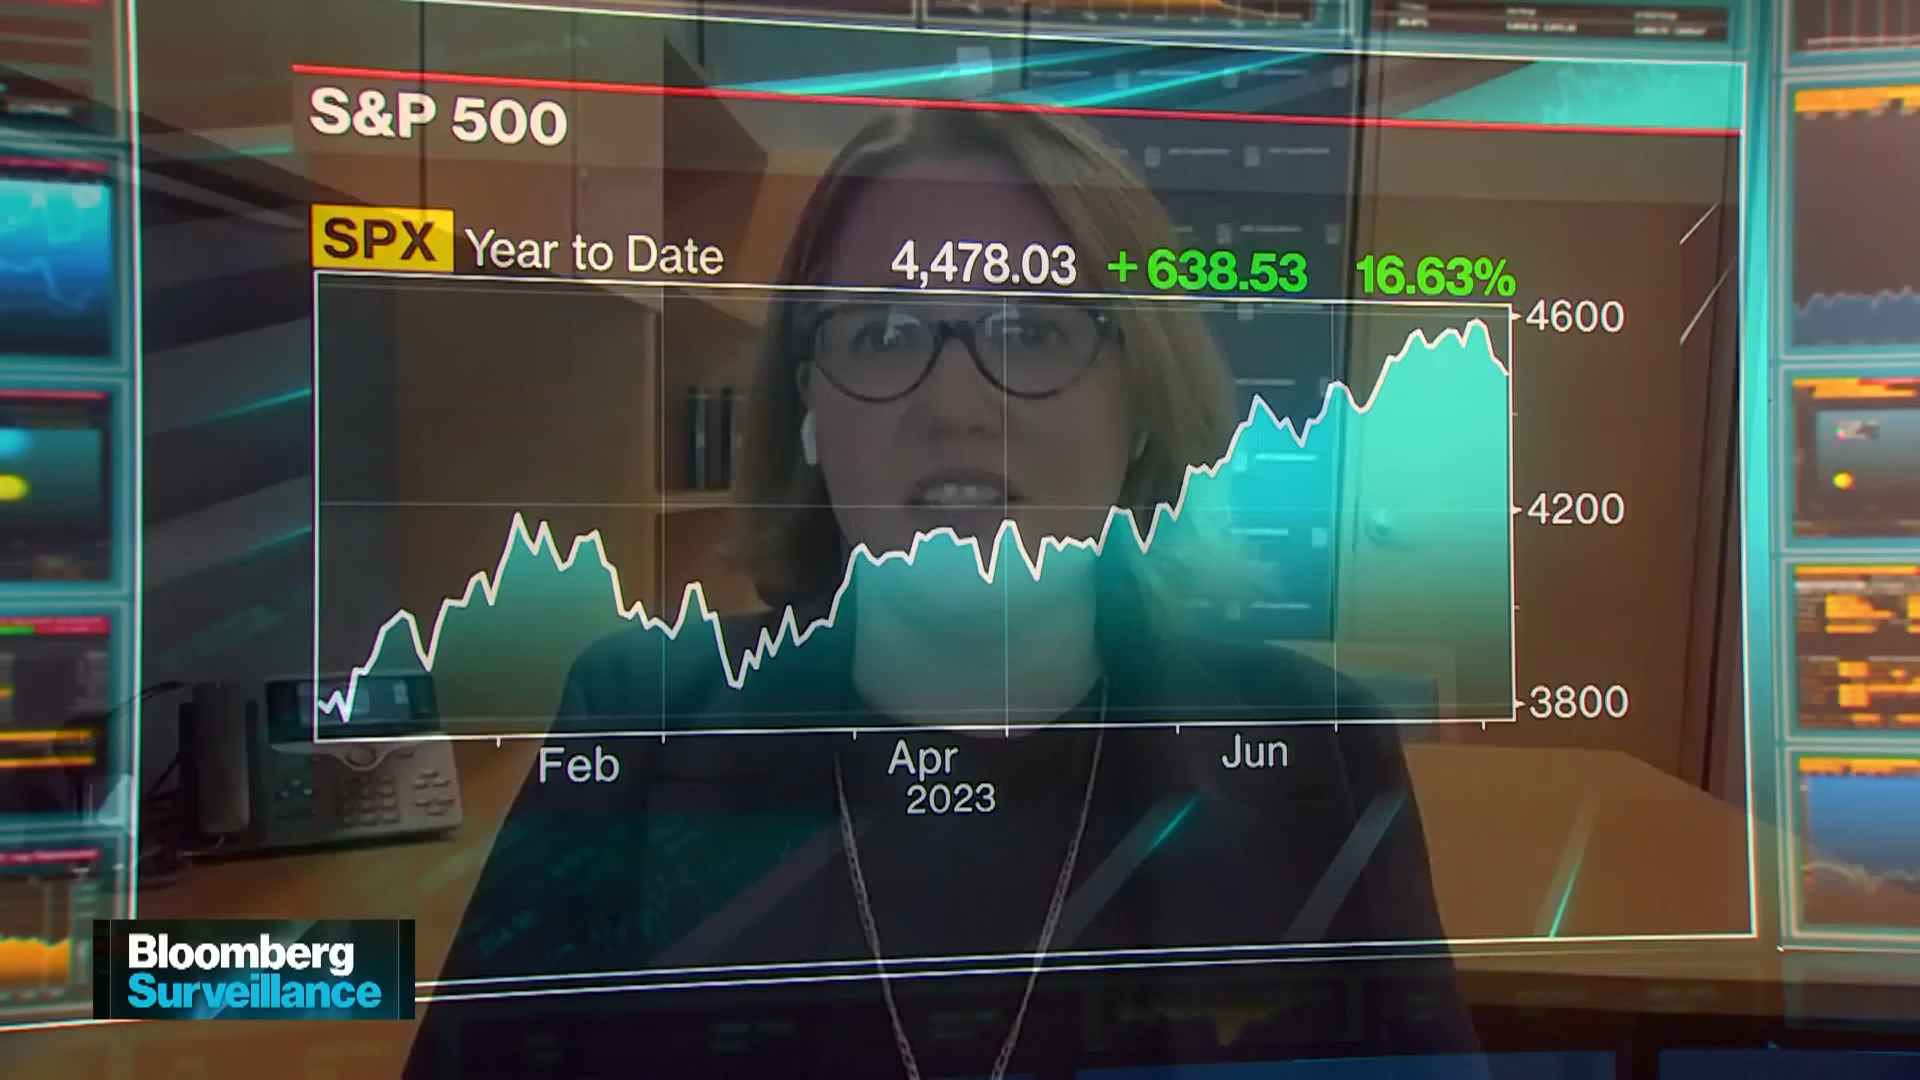 S&P 500
SPX Year to Date 4,478.03 +638.53 16.63%
4600
4200
3800
Feb Apr Jun
2023
Bloomberg
Surveillance